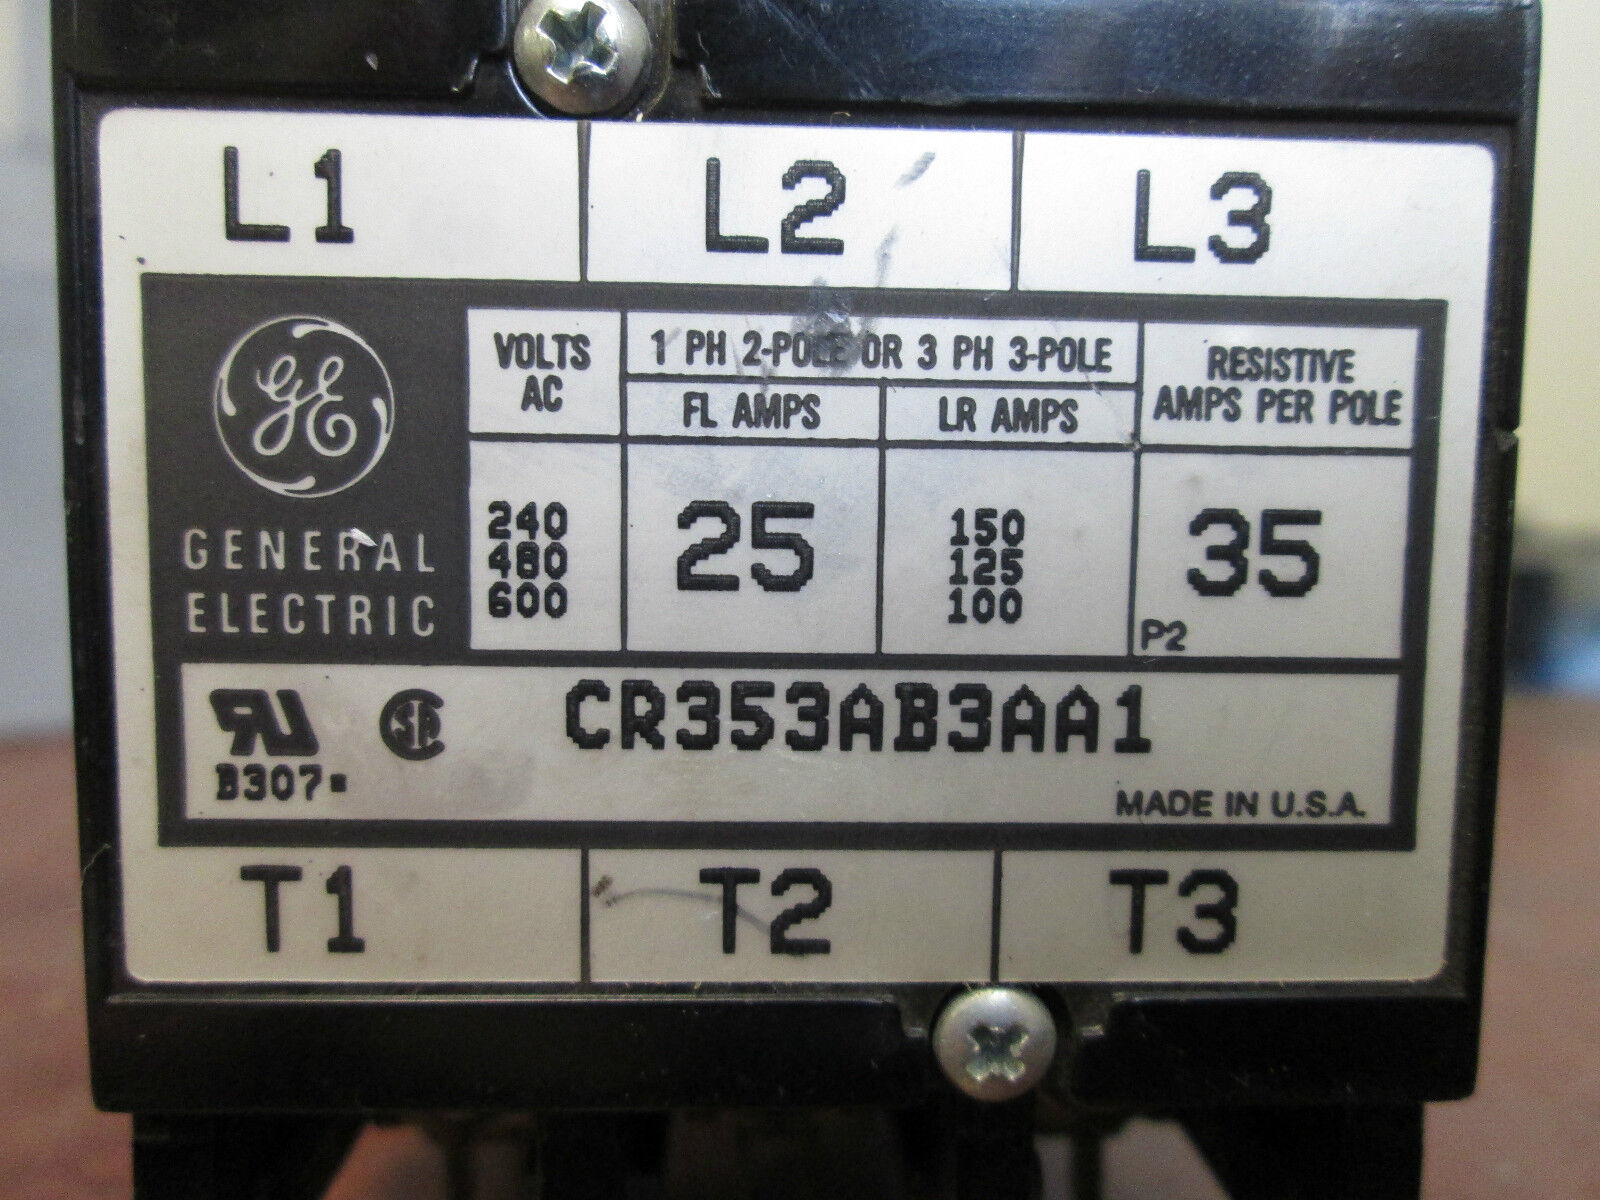 L1 L2 L3
GE
GENERAL
ELECTRIC
VOLTS
AC
1 PH 2-POLE OR 3 PH 3-POLE
FL AMPS
LR AMPS
RESISTIVE
AMPS PER POLE
240
480
600
25
150
125
100
35
P2
RU SA CR353AB3AA1
B307
MADE IN U.S.A.
T1 T2 T3